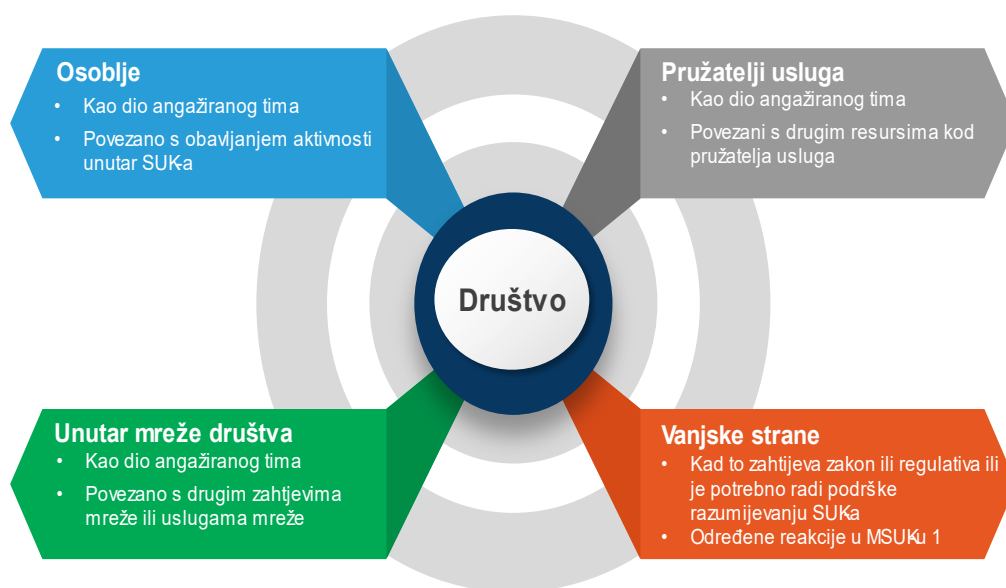 Osoblje
• Kao dio angažiranog tima
• Povezano s obavljanjem aktivnosti
unutar SUK-a
Pružatelji usluga
• Kao dio angažiranog tima
• Povezani s drugim resursima kod
pružatelja usluga
Društvo
Unutar mreže društva
• Kao dio angažiranog tima
• Povezano s drugim zahtjevima
mreže ili uslugama mreže
Vanjske strane
• Kad to zahtijeva zakon ili regulativa ili
je potrebno radi podrške
razumijevanju SUK-a
• Određene reakcije u MSUK-u 1